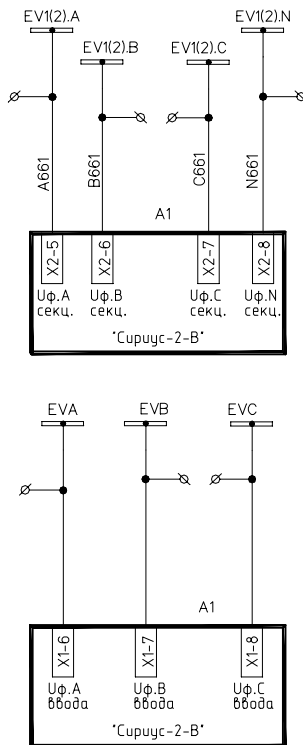 EV1(2).A
EV1(2).B
EV1(2).C
EV1(2).N
A661
B661
C661
N661
A1
X2-5
X2-6
X2-7
X2-8
Uф.A секц.
Uф.B секц.
Uф.C секц.
Uф.N секц.
"Сириус-2-В"
EVA
EVB
EVC
A1
X1-6
X1-7
X1-8
Uф.A ввода
Uф.B ввода
Uф.C ввода
"Сириус-2-В"